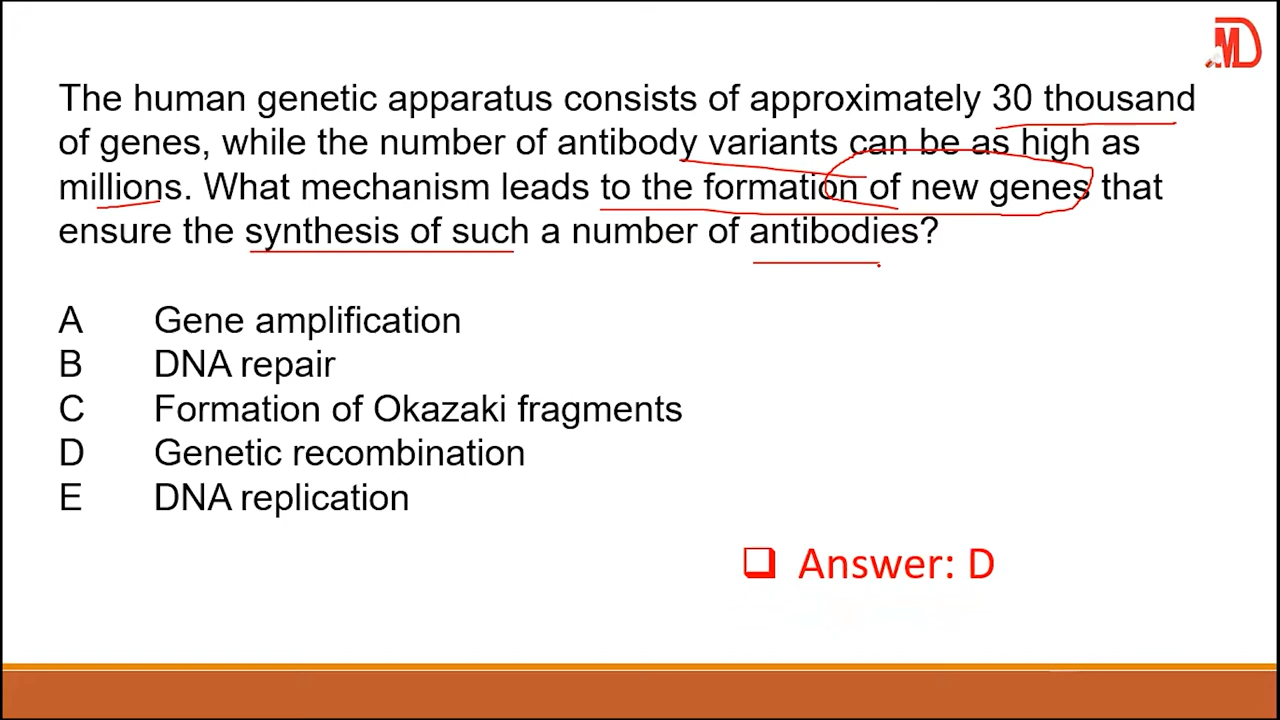 MD
The human genetic apparatus consists of approximately 30 thousand
of genes, while the number of antibody variants can be as high as
millions. What mechanism leads to the formation of new genes that
ensure the synthesis of such a number of antibodies?
A Gene amplification
B DNA repair
C Formation of Okazaki fragments
D Genetic recombination
E DNA replication
Answer: D